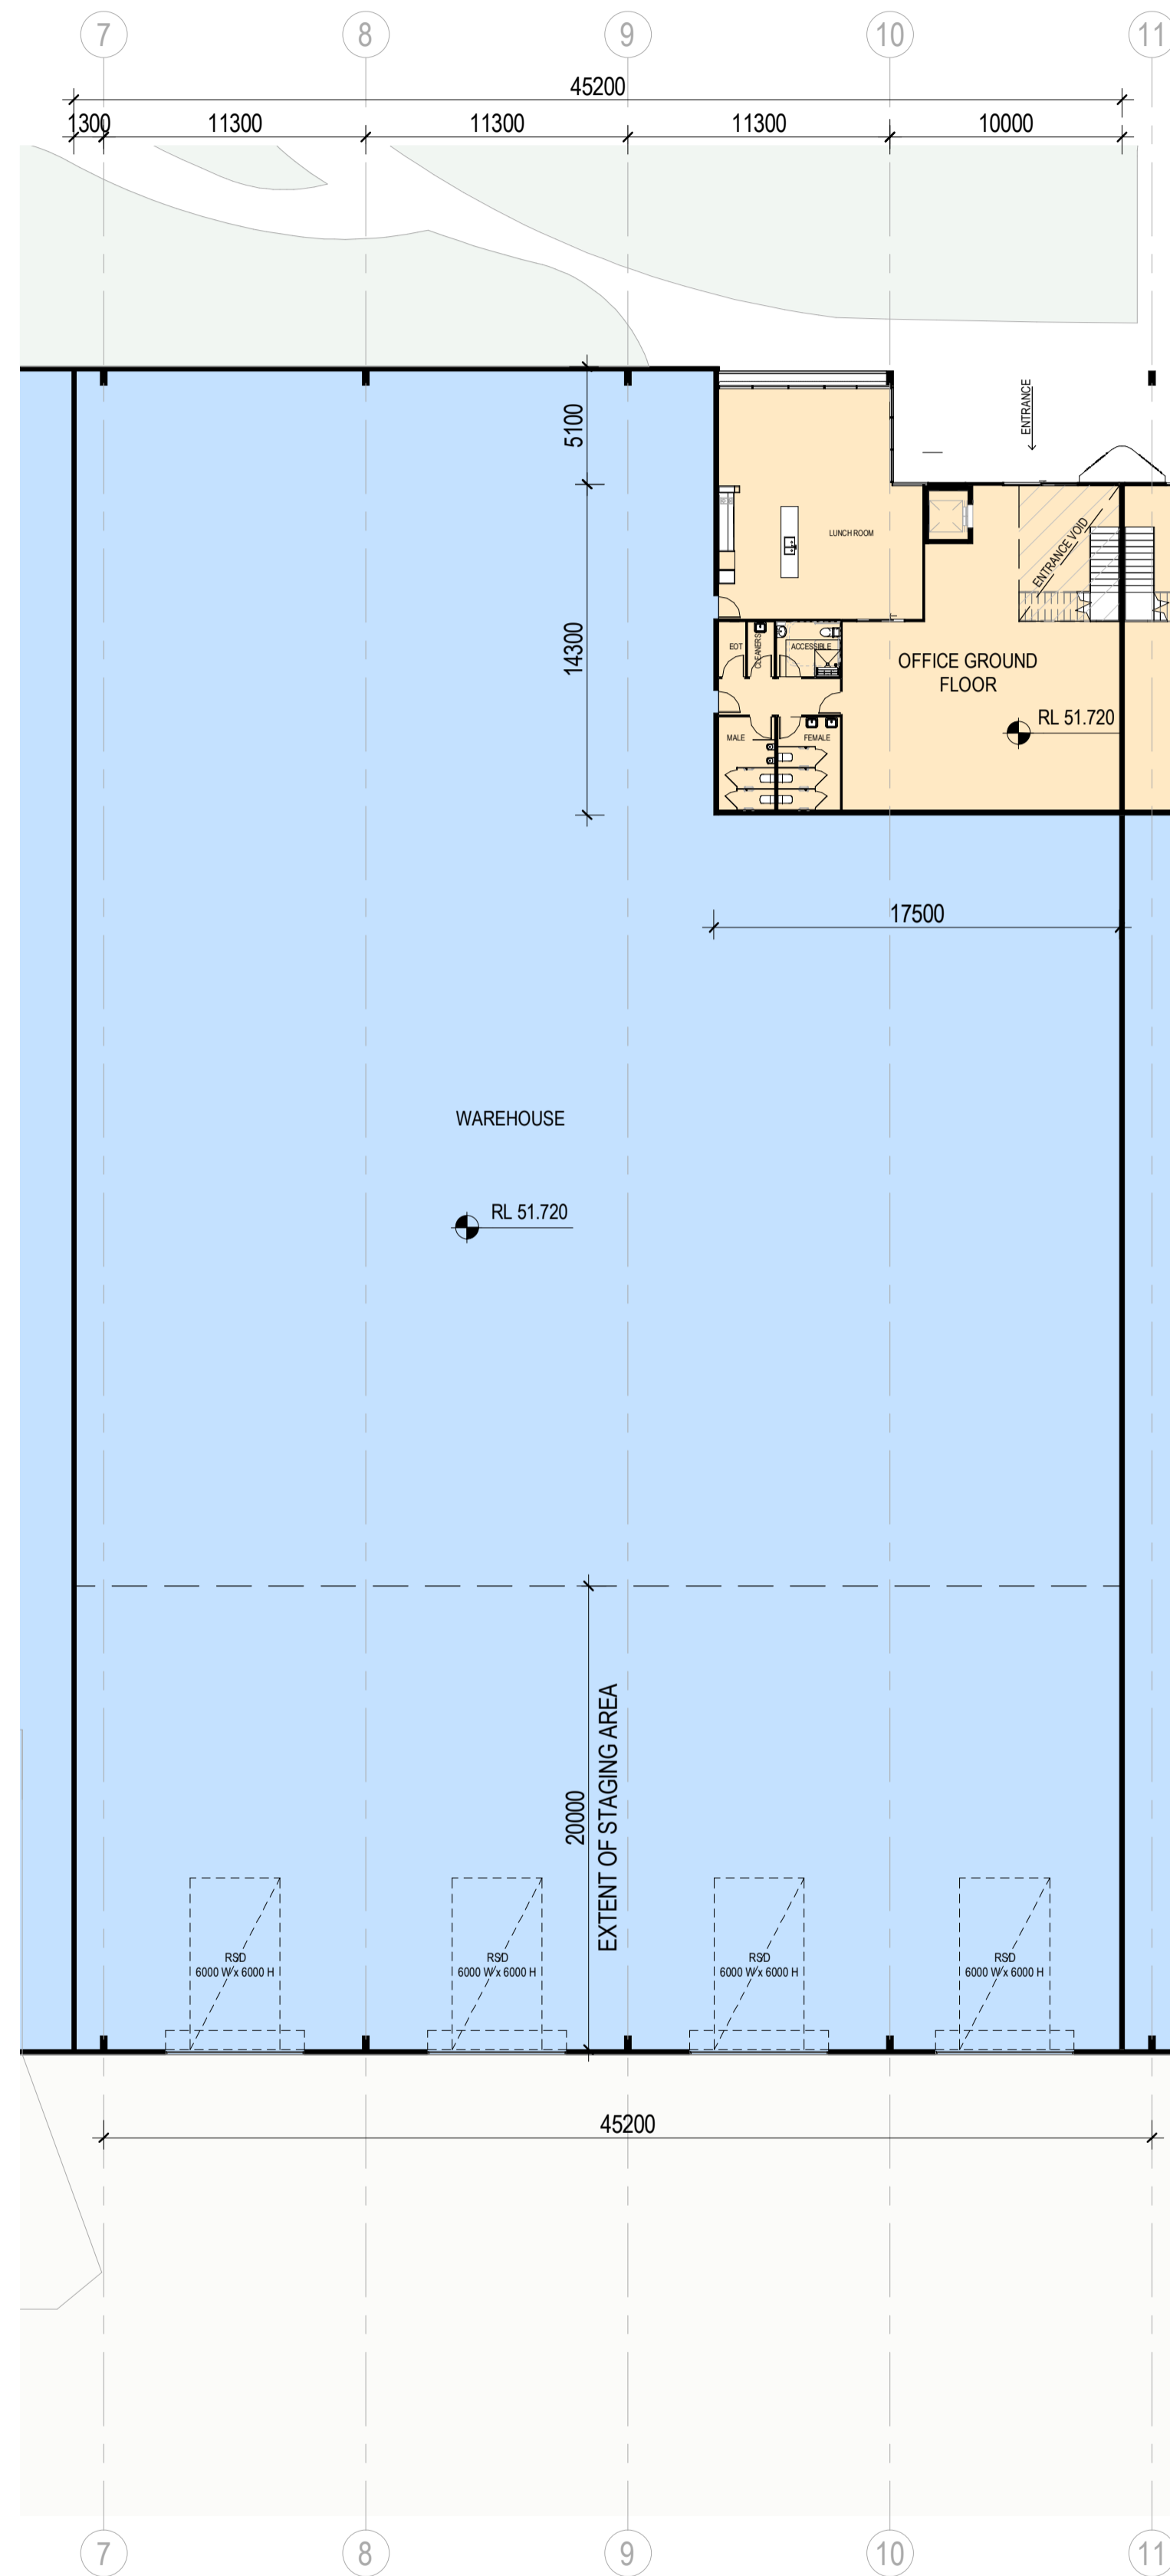 7 8 9 10 11
45200
1300 11300 11300 11300 10000
5100
ENTRANCE
LUNCH ROOM
ENTRANCE VOID
14300
EOT
CLEANERS
ACCESSIBLE
OFFICE GROUND
FLOOR
RL 51.720
MALE
FEMALE
17500
WAREHOUSE
RL 51.720
20000
EXTENT OF STAGING AREA
RSD
6000 W x 6000 H
RSD
6000 W x 6000 H
RSD
6000 W x 6000 H
RSD
6000 W x 6000 H
45200
7 8 9 10 11